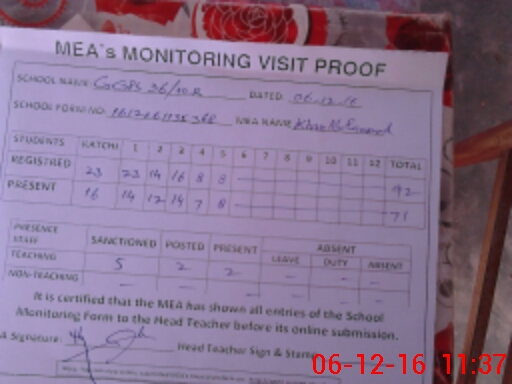 MEA's MONITORING VISIT PROOF
SCHOOL NAME GGPS 36/10R DATED 06-12-16
SCHOOL FORM NO. MEA NAME
STUDENTS KATCHI 1 2 3 4 5 6 7 8 9 10 11 12 TOTAL
REGISTRED 23 23 14 16 8 8 92
PRESENT 16 14 12 14 7 8 71
PRESENCE STAFF SANCTIONED POSTED PRESENT ABSENT
LEAVE DUTY ABSENT
TEACHING 5 2 2 - - -
NON-TEACHING - - - - -
It is certified that the MEA has shown all entries of the School
Monitoring Form to the Head Teacher before its online submission.
Signature: Head Teacher Sign & Stamp
06-12-16 11:37